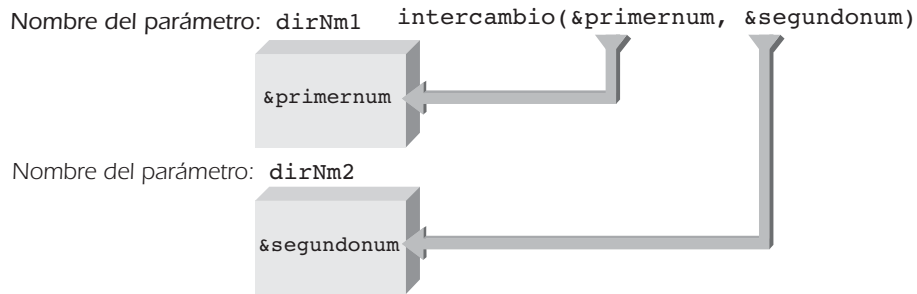 Nombre del parámetro: dirNm1
intercambio(&primernum, &segundonum)
&primernum
Nombre del parámetro: dirNm2
&segundonum